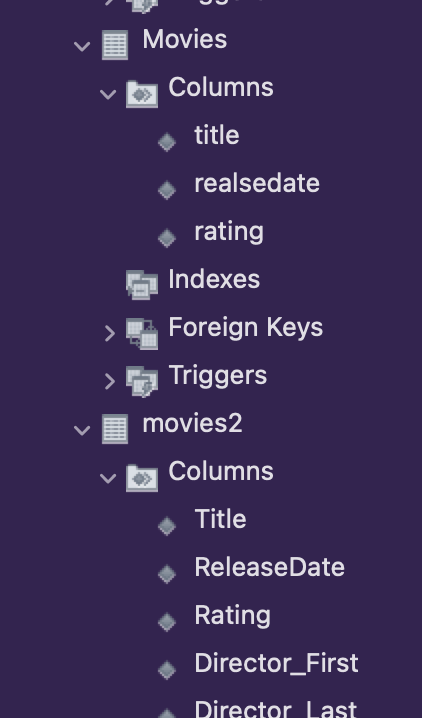 Movies
Columns
title
realsedate
rating
Indexes
Foreign Keys
Triggers
movies2
Columns
Title
ReleaseDate
Rating
Director_First
Director_Last